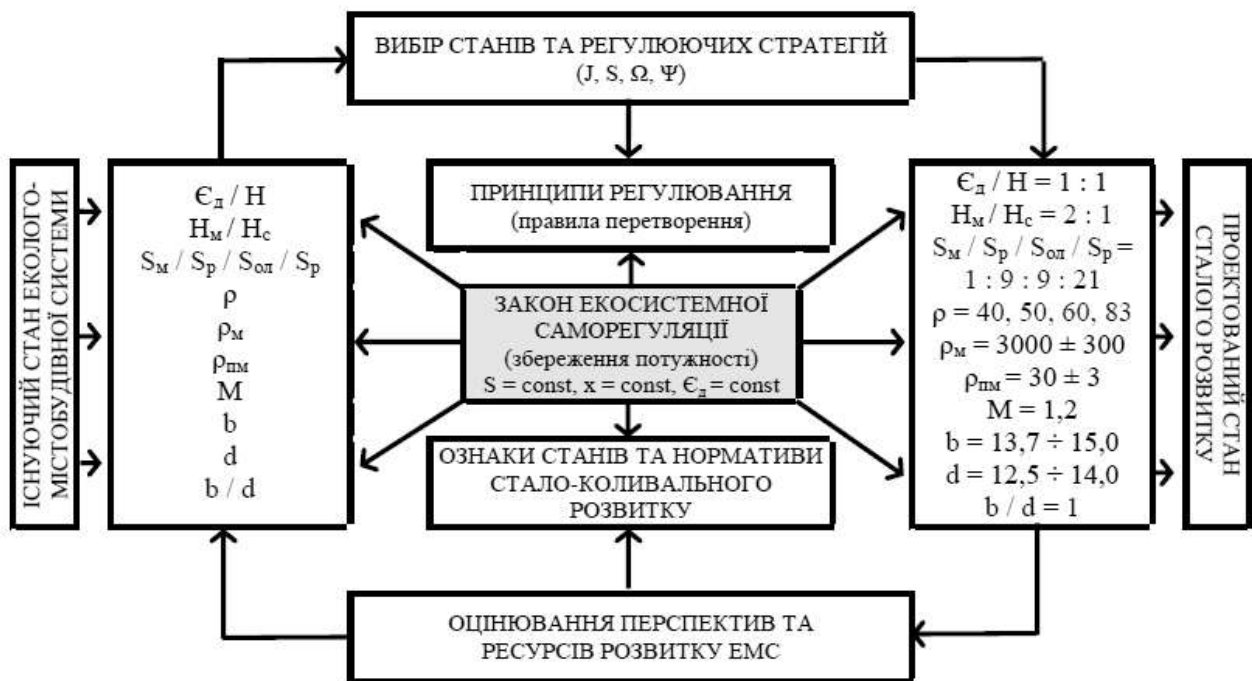 ВИБІР СТАНІВ ТА РЕГУЛЮЮЧИХ СТРАТЕГІЙ
(J, S, Ω, Ψ)
ІСНУЮЧИЙ СТАН ЕКОЛОГО-
МІСТОБУДІВНОЇ СИСТЕМИ
Єд / Н
Нм / Нс
Sм / Sр / Sол / Sр
ρ
ρм
ρпм
М
b
d
b / d
ПРИНЦИПИ РЕГУЛЮВАННЯ
(правила перетворення)
ЗАКОН ЕКОСИСТЕМНОЇ
САМОРЕГУЛЯЦІЇ
(збереження потужності)
S = const, x = const, Єд = const
ОЗНАКИ СТАНІВ ТА НОРМАТИВИ
СТАЛО-КОЛИВАЛЬНОГО
РОЗВИТКУ
Єд / Н = 1 : 1
Нм / Нс = 2 : 1
Sм / Sр / Sол / Sр =
1 : 9 : 9 : 21
ρ = 40, 50, 60, 83
ρм = 3000 ± 300
ρпм = 30 ± 3
М = 1,2
b = 13,7 ÷ 15,0
d = 12,5 ÷ 14,0
b / d = 1
ПРОЕКТОВАНИЙ СТАН
СТАЛОГО РОЗВИТКУ
ОЦІНЮВАННЯ ПЕРСПЕКТИВ ТА
РЕСУРСІВ РОЗВИТКУ ЕМС